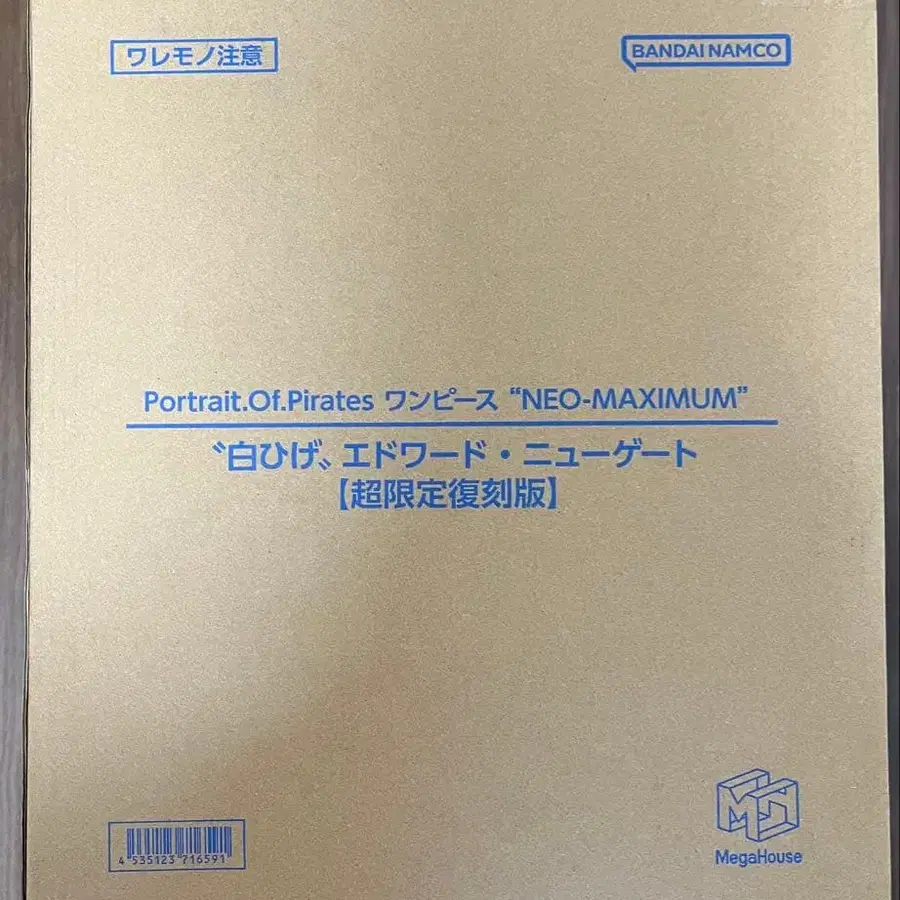 ワレモノ注意
BANDAI NAMCO
Portrait.Of.Pirates ワンピース “NEO-MAXIMUM”
〝白ひげ〟エドワード・ニューゲート
【超限定復刻版】
4 535123 716591
MH
MegaHouse